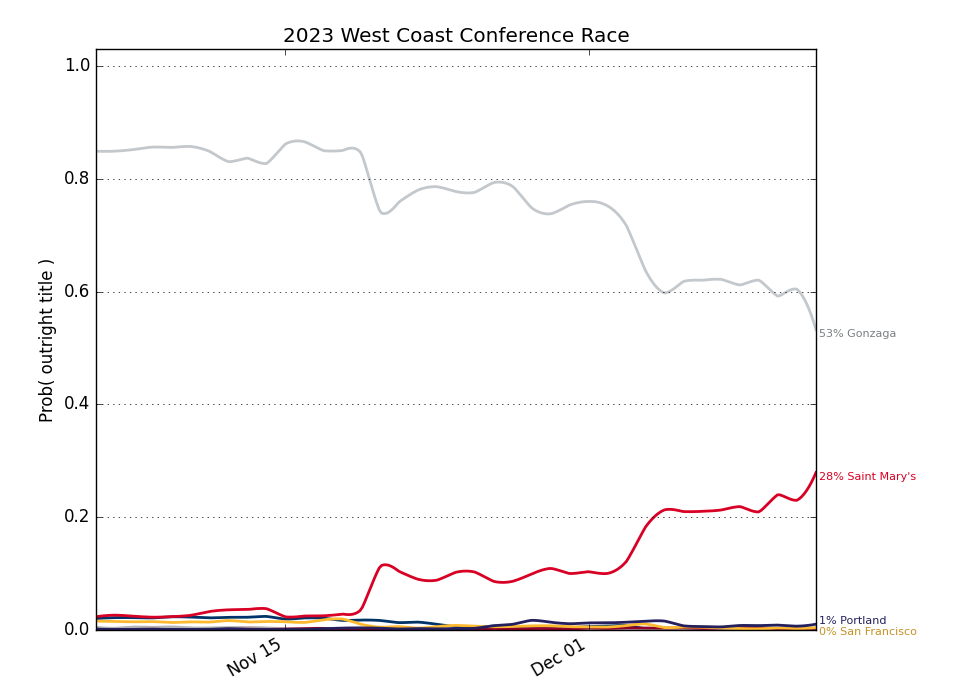 2023 West Coast Conference Race
1.0
0.8
0.6
0.4
0.2
0.0
Prob( outright title )
Nov 15
Dec 01
53% Gonzaga
28% Saint Mary's
1% Portland
0% San Francisco